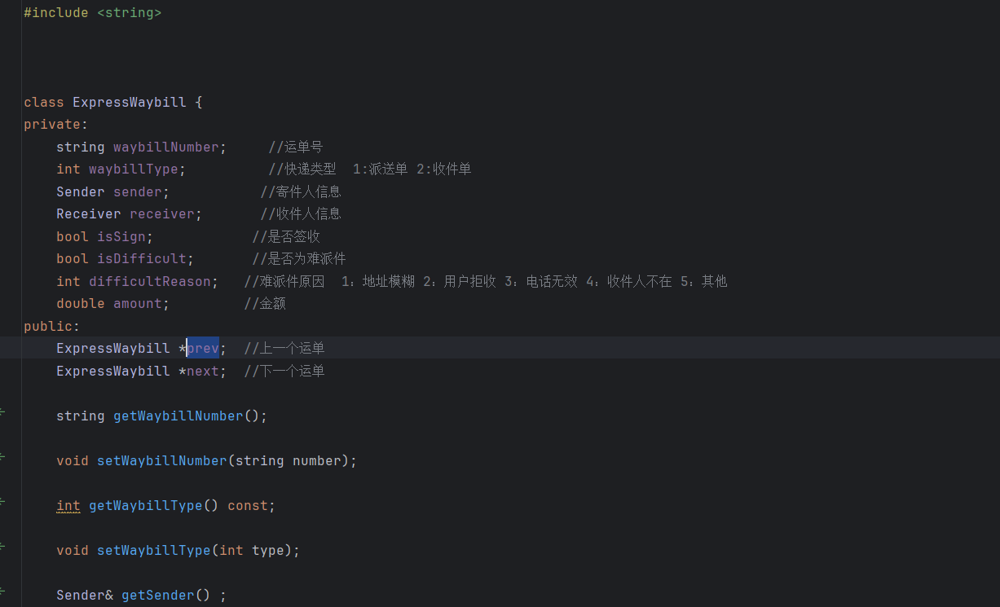 #include <string>
class ExpressWaybill {
private:
string waybillNumber; //运单号
int waybillType; //快递类型 1:派送单 2:收件单
Sender sender; //寄件人信息
Receiver receiver; //收件人信息
bool isSign; //是否签收
bool isDifficult; //是否为难派件
int difficultReason; //难派件原因 1：地址模糊 2：用户拒收 3：电话无效 4：收件人不在 5：其他
double amount; //金额
public:
ExpressWaybill *prev; //上一个运单
ExpressWaybill *next; //下一个运单
string getWaybillNumber();
void setWaybillNumber(string number);
int getWaybillType() const;
void setWaybillType(int type);
Sender& getSender() ;